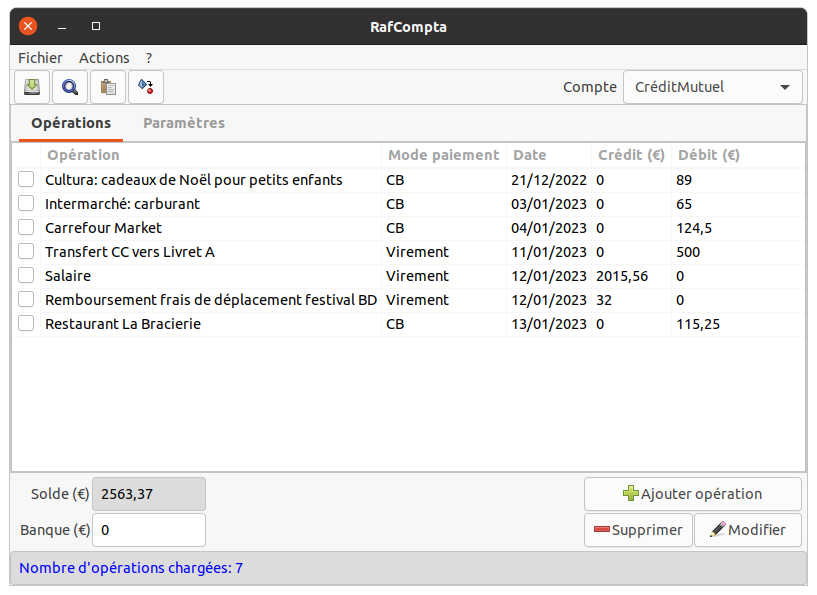 RafCompta
Fichier Actions ?
Compte CréditMutuel
Opérations Paramètres
Opération Mode paiement Date Crédit (€) Débit (€)
Cultura: cadeaux de Noël pour petits enfants CB 21/12/2022 0 89
Intermarché: carburant CB 03/01/2023 0 65
Carrefour Market CB 04/01/2023 0 124,5
Transfert CC vers Livret A Virement 11/01/2023 0 500
Salaire Virement 12/01/2023 2015,56 0
Remboursement frais de déplacement festival BD Virement 12/01/2023 32 0
Restaurant La Bracierie CB 13/01/2023 0 115,25
Solde (€) 2563,37 Ajouter opération
Banque (€) 0 Supprimer Modifier
Nombre d'opérations chargées: 7